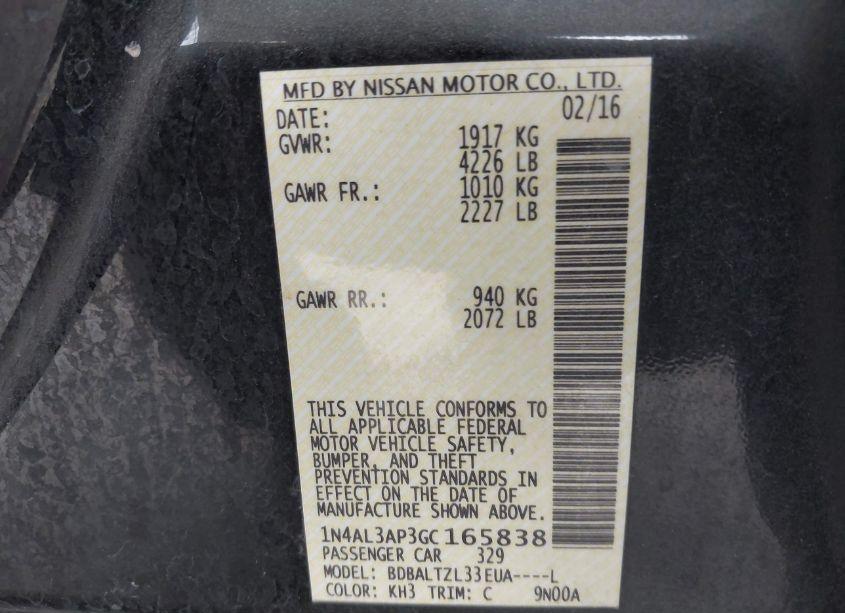 MFD BY NISSAN MOTOR CO., LTD.
DATE: 02/16
GVWR: 1917 KG
4226 LB
GAWR FR.: 1010 KG
2227 LB
GAWR RR.: 940 KG
2072 LB
THIS VEHICLE CONFORMS TO
ALL APPLICABLE FEDERAL
MOTOR VEHICLE SAFETY,
BUMPER, AND THEFT
PREVENTION STANDARDS IN
EFFECT ON THE DATE OF
MANUFACTURE SHOWN ABOVE.
1N4AL3AP3GC165838
PASSENGER CAR 329
MODEL: BDBALTZL33EUA----L
COLOR: KH3 TRIM: C 9N00A